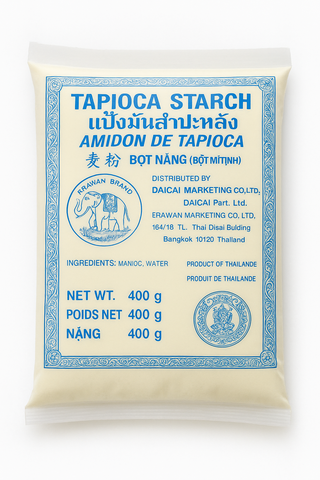 TAPIOCA STARCH
แป้งมันสำปะหลัง
AMIDON DE TAPIOCA
麦 粉 BỘT NĂNG (BỘT MÌTỊNH)
RRAWAN BRAND
DISTRIBUTED BY
DAICAI MARKETING CO,LTD,
DAICAI Part. Ltd.
ERAWAN MARKETING CO. LTD,
164/18 TL. Thai Disai Bulding
Bangkok 10120 Thailand
INGREDIENTS: MANIOC, WATER
PRODUCT OF THAILANDE
PRODUIT DE THAILANDE
NET WT. 400 g
POIDS NET 400 g
NẶNG 400 g